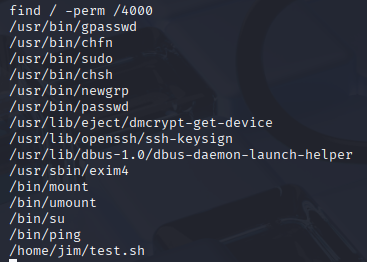 find / -perm /4000
/usr/bin/gpasswd
/usr/bin/chfn
/usr/bin/sudo
/usr/bin/chsh
/usr/bin/newgrp
/usr/bin/passwd
/usr/lib/eject/dmcrypt-get-device
/usr/lib/openssh/ssh-keysign
/usr/lib/dbus-1.0/dbus-daemon-launch-helper
/usr/sbin/exim4
/bin/mount
/bin/umount
/bin/su
/bin/ping
/home/jim/test.sh